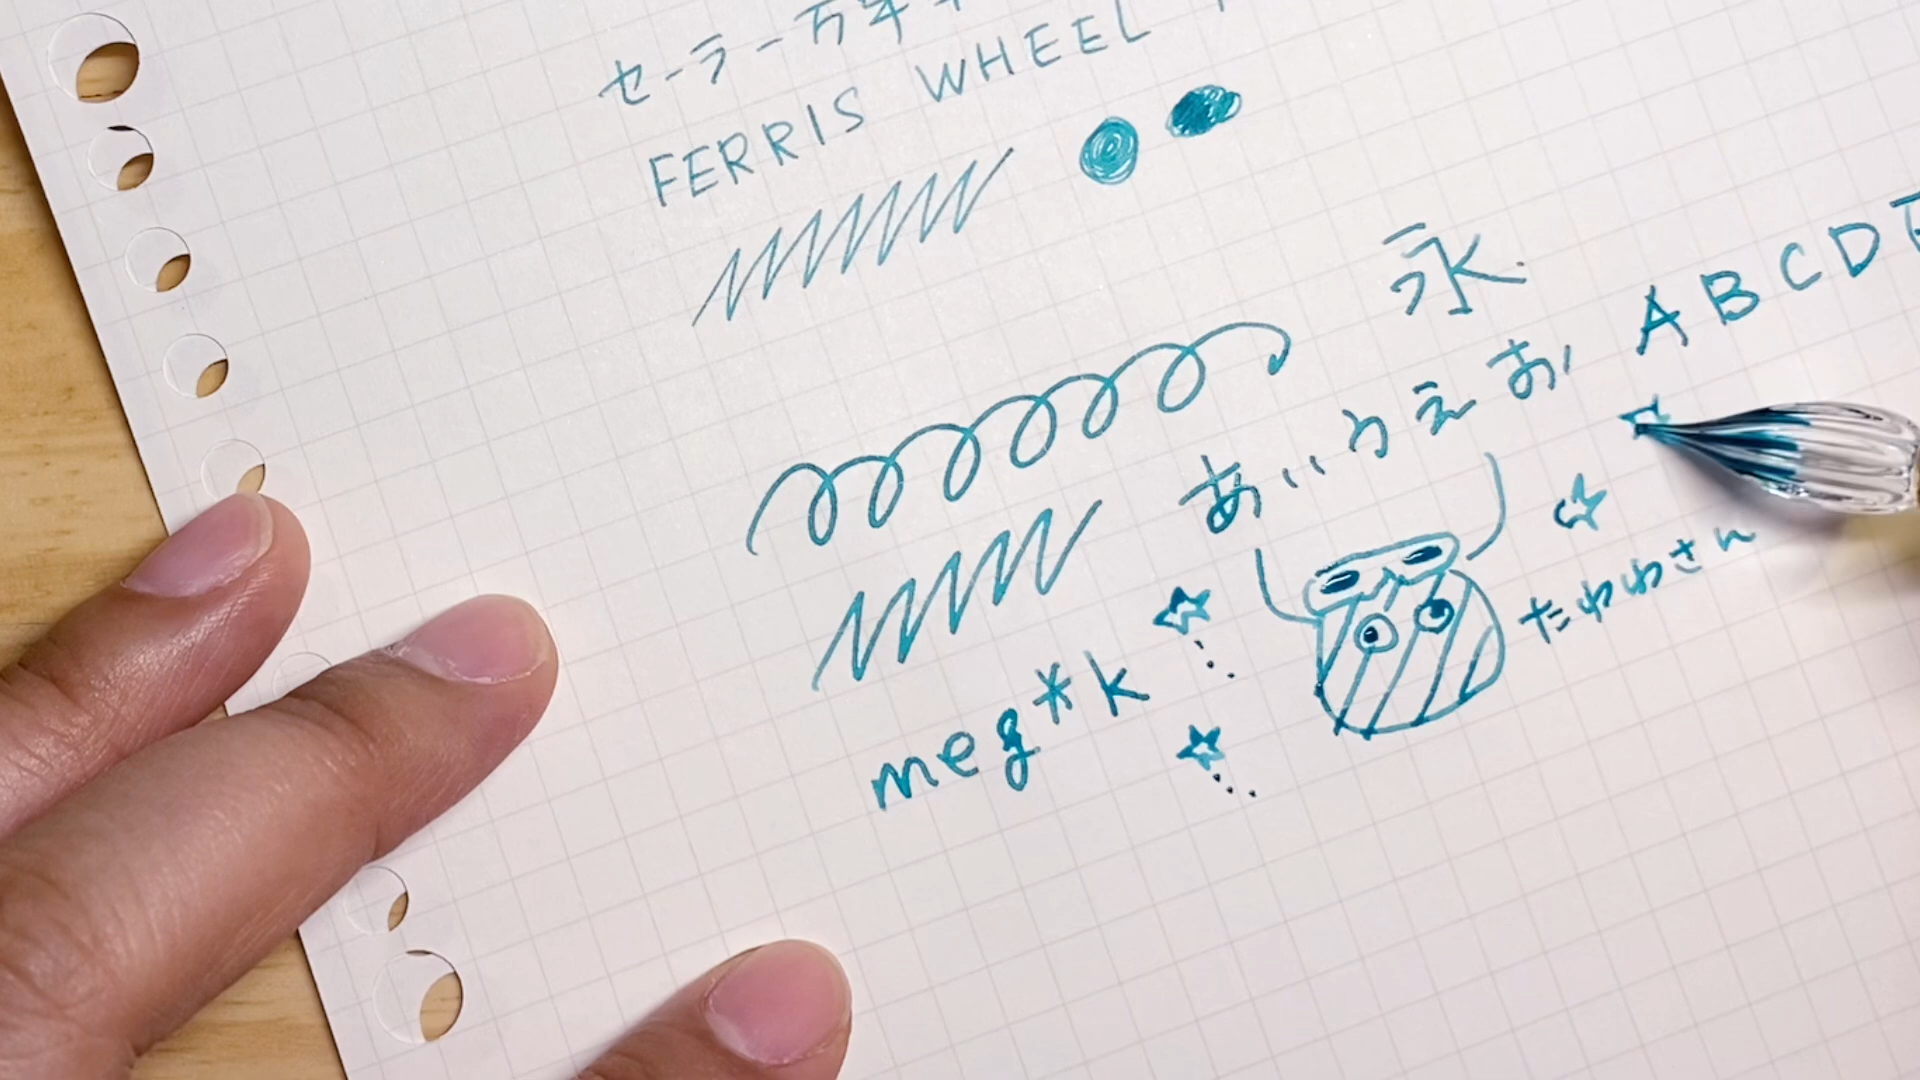 セーラー万年
FERRIS WHEEL
永
あいうえお、 ABCD
meg*k
たわわさん